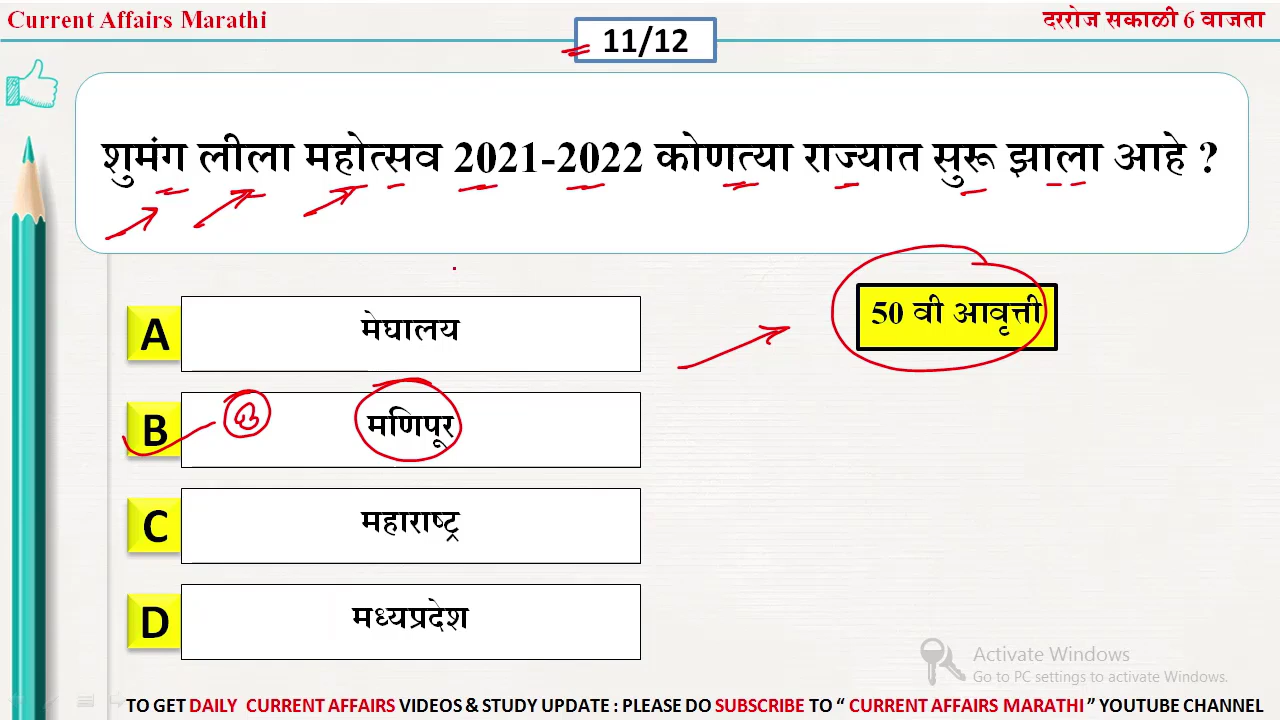 Current Affairs Marathi
दररोज सकाळी 6 वाजता
11/12
शुमंग लीला महोत्सव 2021-2022 कोणत्या राज्यात सुरू झाला आहे ?
50 वी आवृत्ती
A मेघालय
B B मणिपूर
C महाराष्ट्र
D मध्यप्रदेश
Activate Windows
Go to PC settings to activate Windows.
TO GET DAILY CURRENT AFFAIRS VIDEOS & STUDY UPDATE : PLEASE DO SUBSCRIBE TO “ CURRENT AFFAIRS MARATHI ” YOUTUBE CHANNEL